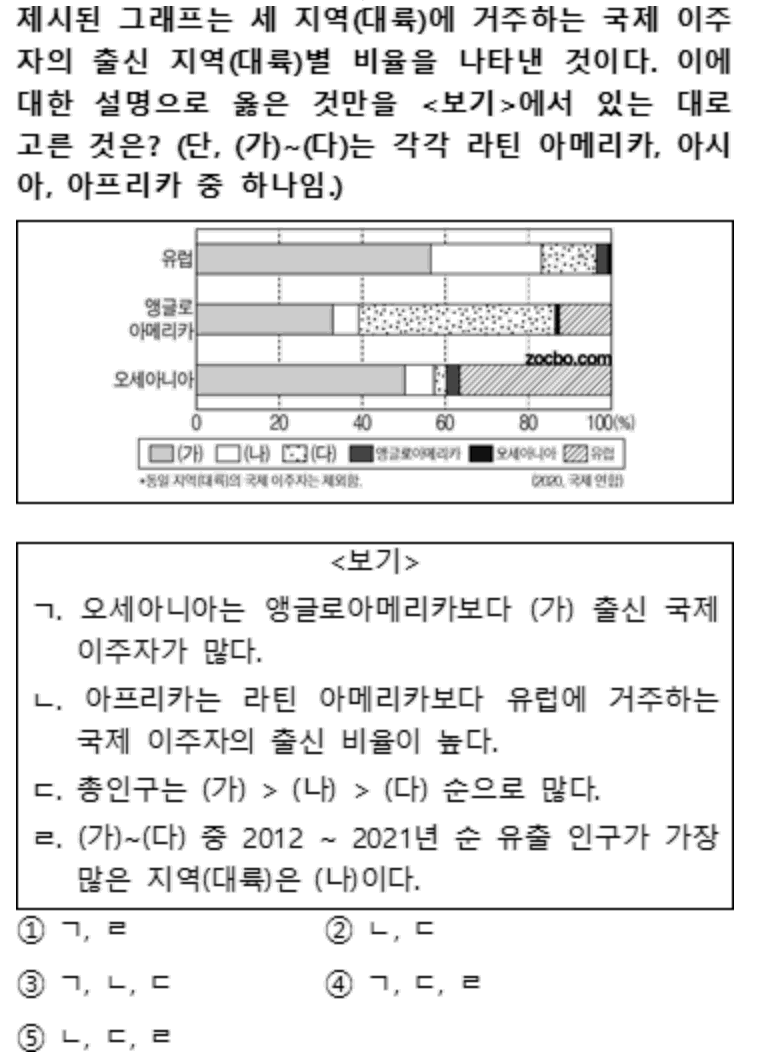 제시된 그래프는 세 지역(대륙)에 거주하는 국제 이주
자의 출신 지역(대륙)별 비율을 나타낸 것이다. 이에
대한 설명으로 옳은 것만을 <보기>에서 있는 대로
고른 것은? (단, (가)~(다)는 각각 라틴 아메리카, 아시
아, 아프리카 중 하나임.)
유럽
앵글로
아메리카
zocbo.com
오세아니아
0 20 40 60 80 100(%)
(가) (나) (다) 앵글로아메리카 오세아니아 유럽
*동일 지역(대륙)의 국제 이주자는 제외함. (2020, 국제 연합)
<보기>
ㄱ. 오세아니아는 앵글로아메리카보다 (가) 출신 국제
이주자가 많다.
ㄴ. 아프리카는 라틴 아메리카보다 유럽에 거주하는
국제 이주자의 출신 비율이 높다.
ㄷ. 총인구는 (가) > (나) > (다) 순으로 많다.
ㄹ. (가)~(다) 중 2012 ~ 2021년 순 유출 인구가 가장
많은 지역(대륙)은 (나)이다.
① ㄱ, ㄹ ② ㄴ, ㄷ
③ ㄱ, ㄴ, ㄷ ④ ㄱ, ㄷ, ㄹ
⑤ ㄴ, ㄷ, ㄹ